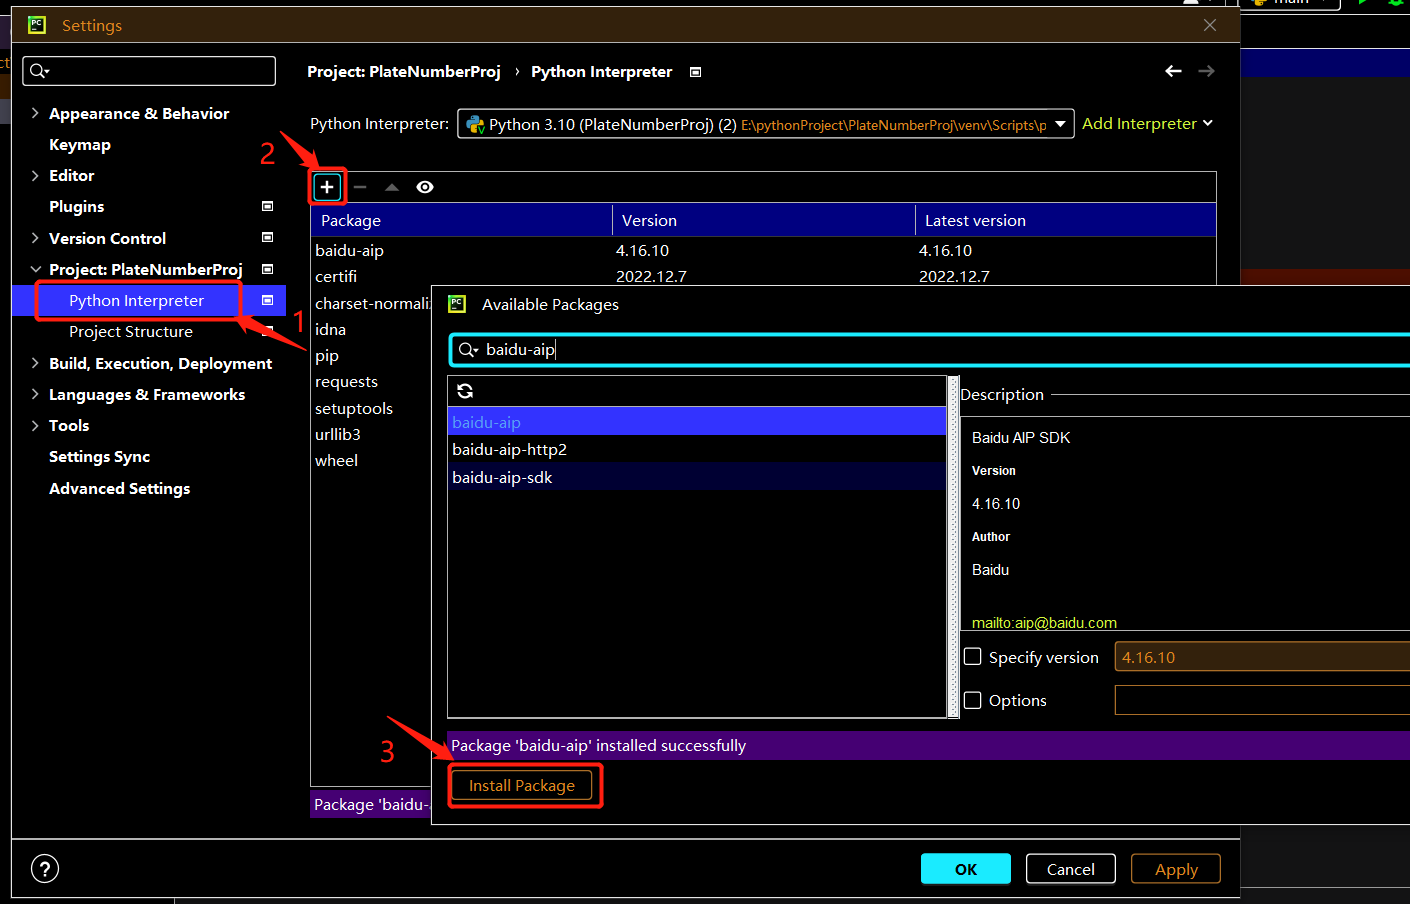 main
PC
Settings
Project: PlateNumberProj › Python Interpreter
Appearance & Behavior
Keymap
Editor
Plugins
Version Control
Project: PlateNumberProj
Python Interpreter
Project Structure
Build, Execution, Deployment
Languages & Frameworks
Tools
Settings Sync
Advanced Settings
1
2
Python Interpreter: Python 3.10 (PlateNumberProj) (2) E:\pythonProject\PlateNumberProj\venv\Scripts\p Add Interpreter
Package Version Latest version
baidu-aip 4.16.10 4.16.10
certifi 2022.12.7 2022.12.7
charset-normali
idna
pip
requests
setuptools
urllib3
wheel
Package 'baidu-
PC
Available Packages
baidu-aip
baidu-aip
baidu-aip-http2
baidu-aip-sdk
Description
Baidu AIP SDK
Version
4.16.10
Author
Baidu
mailto:aip@baidu.com
Specify version 4.16.10
Options
Package 'baidu-aip' installed successfully
3
Install Package
?
OK Cancel Apply